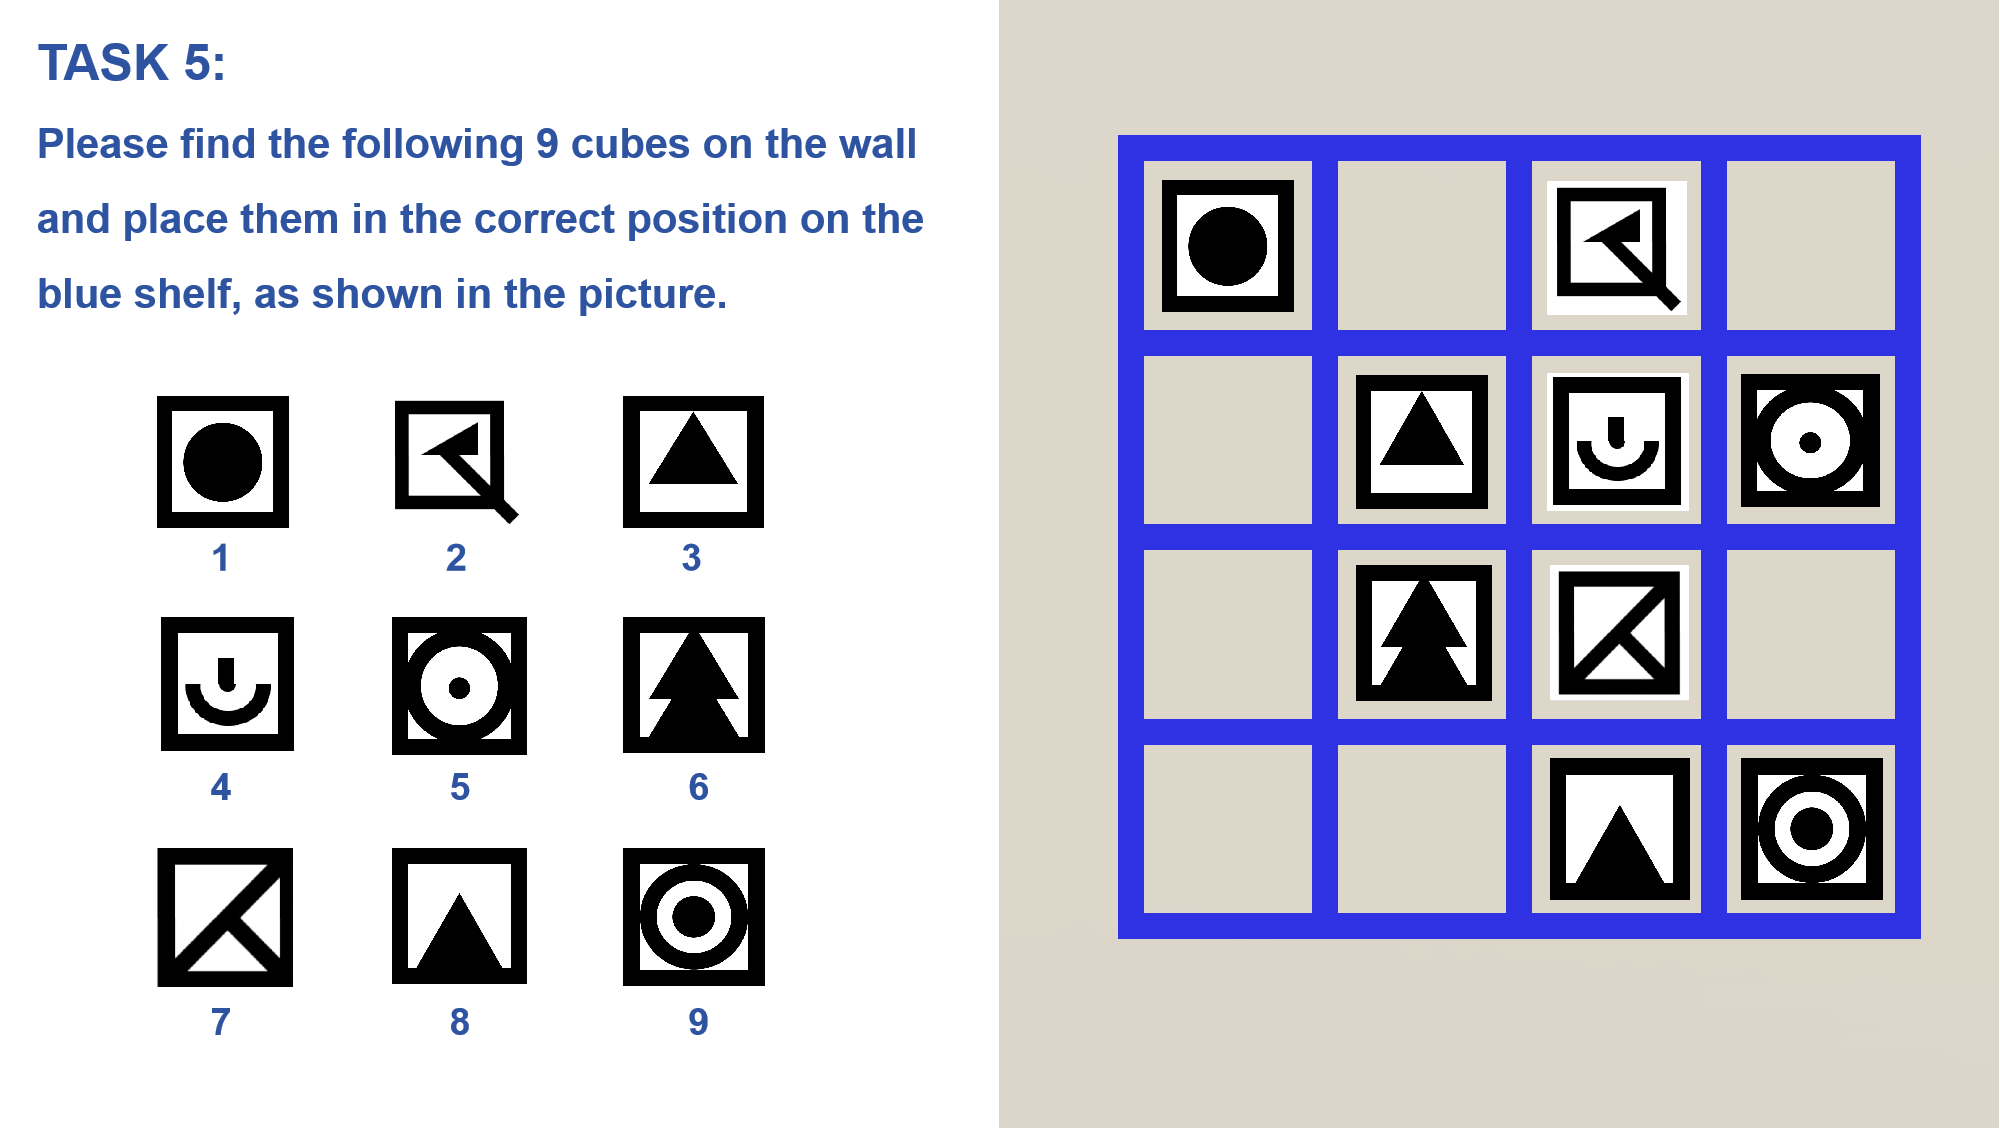 TASK 5:
Please find the following 9 cubes on the wall
and place them in the correct position on the
blue shelf, as shown in the picture.
1 2 3
4 5 6
7 8 9